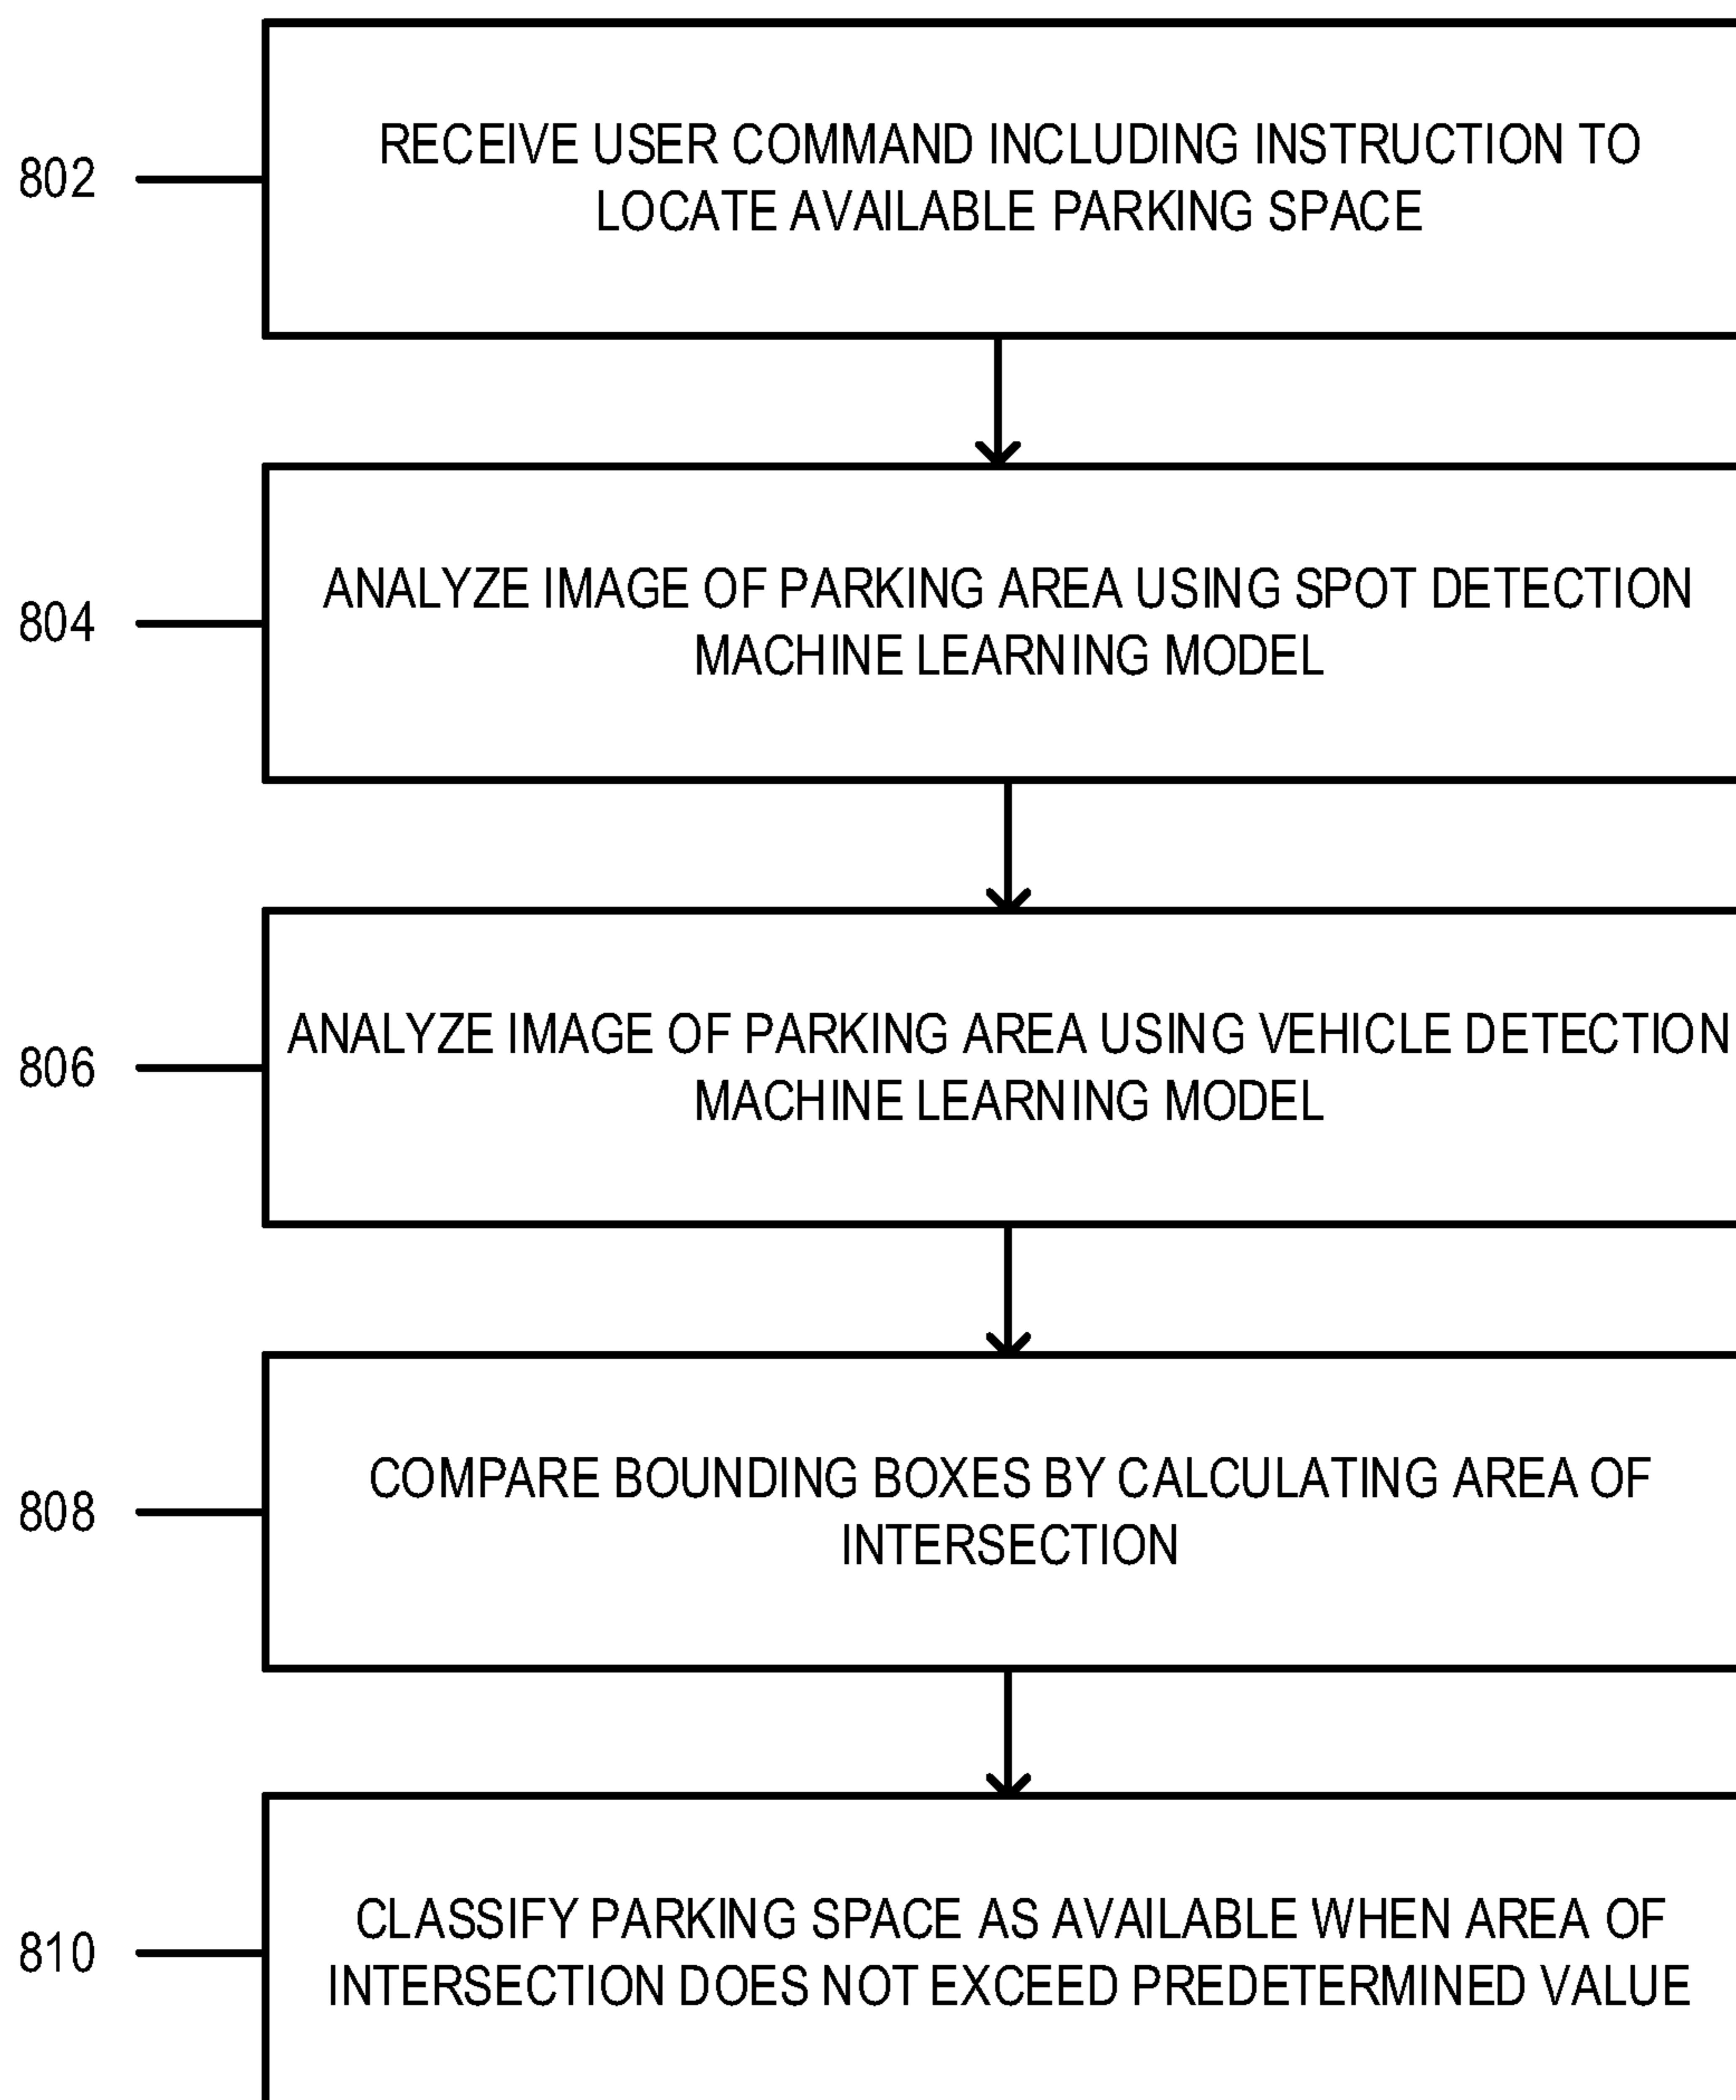 802
RECEIVE USER COMMAND INCLUDING INSTRUCTION TO
LOCATE AVAILABLE PARKING SPACE
804
ANALYZE IMAGE OF PARKING AREA USING SPOT DETECTION
MACHINE LEARNING MODEL
806
ANALYZE IMAGE OF PARKING AREA USING VEHICLE DETECTION
MACHINE LEARNING MODEL
808
COMPARE BOUNDING BOXES BY CALCULATING AREA OF
INTERSECTION
810
CLASSIFY PARKING SPACE AS AVAILABLE WHEN AREA OF
INTERSECTION DOES NOT EXCEED PREDETERMINED VALUE